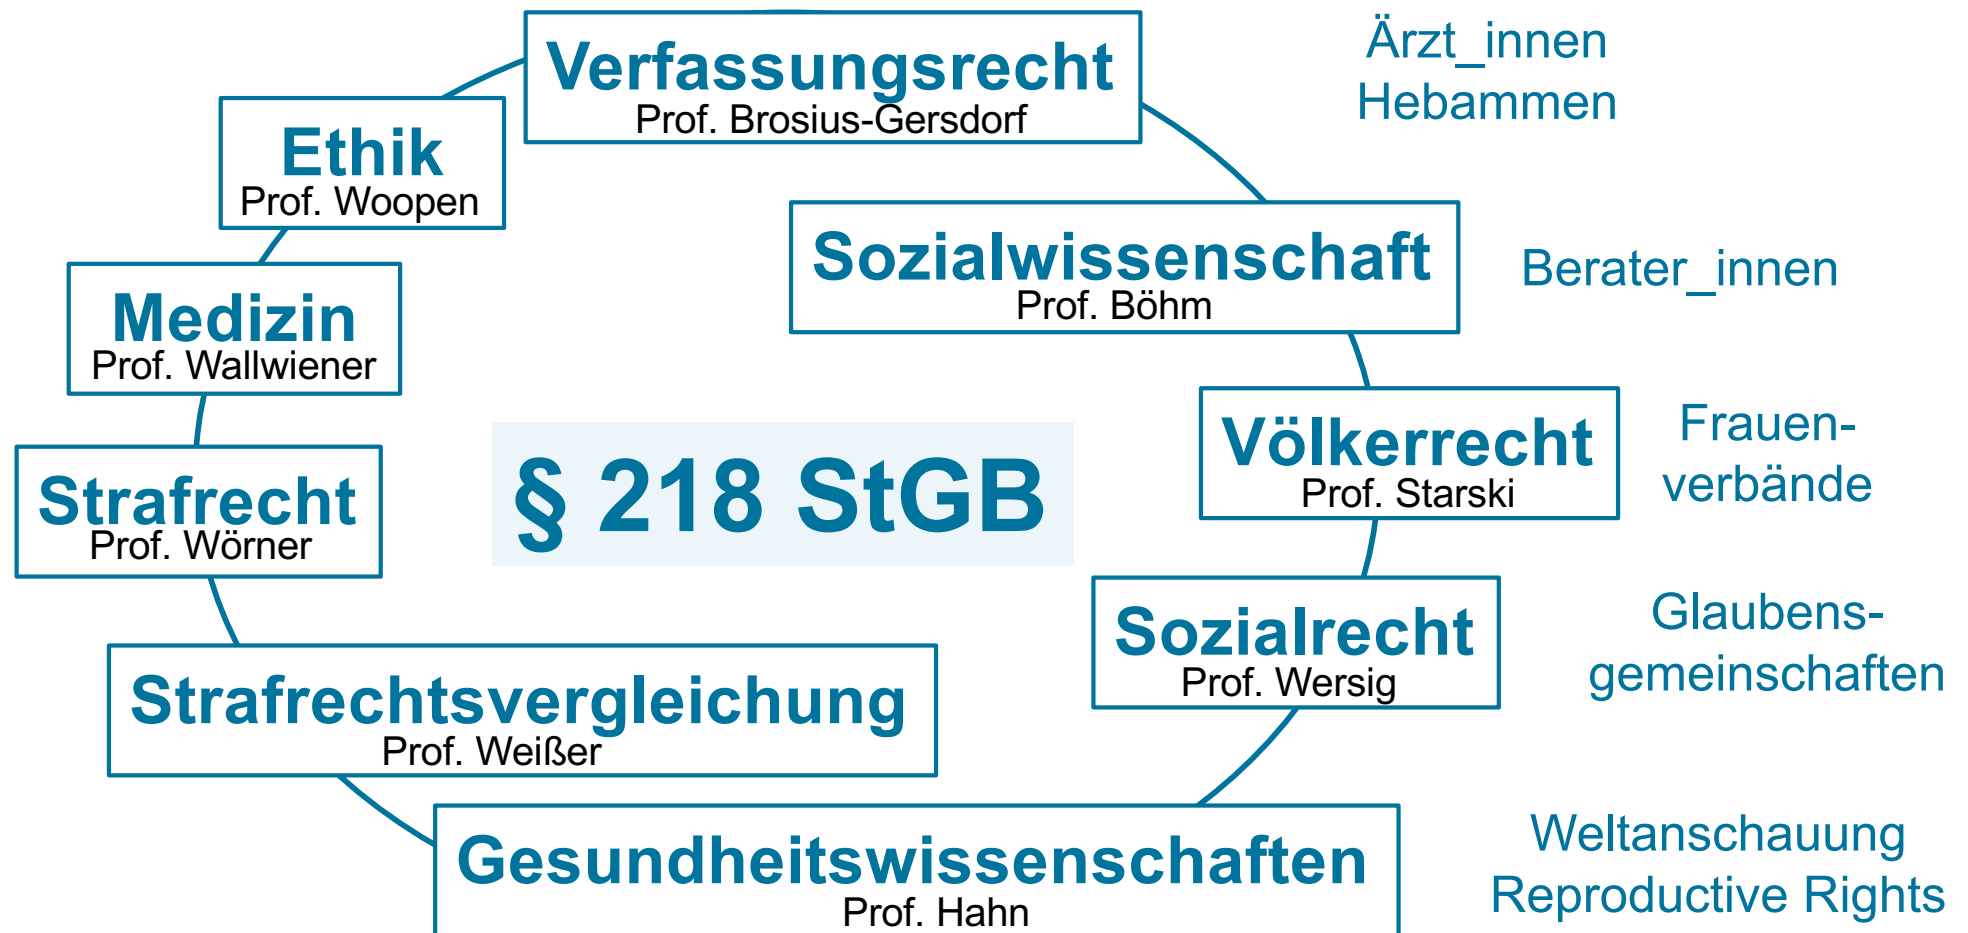 Verfassungsrecht
Prof. Brosius-Gersdorf
Ärzt_innen
Hebammen
Ethik
Prof. Woopen
Sozialwissenschaft
Prof. Böhm
Berater_innen
Medizin
Prof. Wallwiener
Völkerrecht
Prof. Starski
Frauen-
verbände
Strafrecht
Prof. Wörner
§ 218 StGB
Sozialrecht
Prof. Wersig
Glaubens-
gemeinschaften
Strafrechtsvergleichung
Prof. Weißer
Gesundheitswissenschaften
Prof. Hahn
Weltanschauung
Reproductive Rights